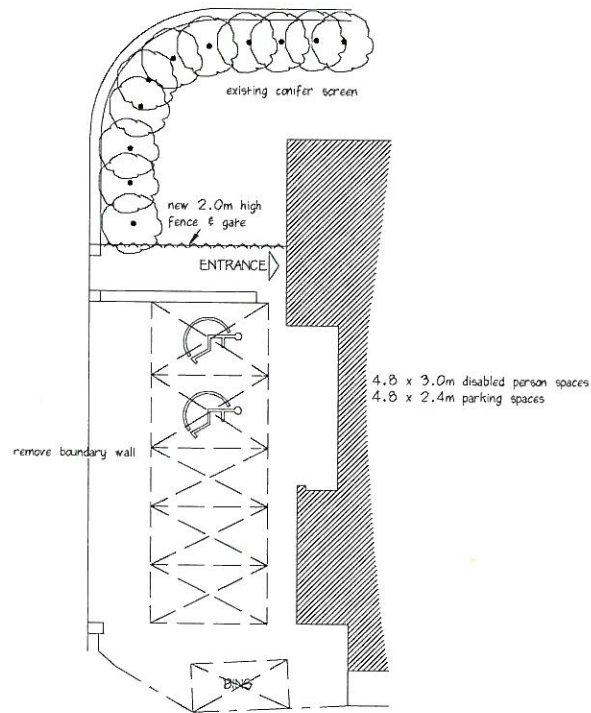 existing conifer screen
new 2.0m high
fence & gate
ENTRANCE
4.8 x 3.0m disabled person spaces
4.8 x 2.4m parking spaces
remove boundary wall
BINS